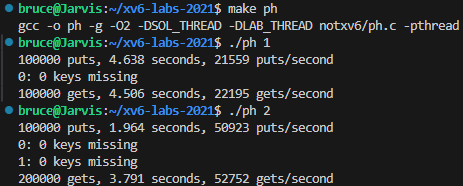 bruce@Jarvis:~/xv6-labs-2021$ make ph
gcc -o ph -g -O2 -DSOL_THREAD -DLAB_THREAD notxv6/ph.c -pthread
bruce@Jarvis:~/xv6-labs-2021$ ./ph 1
100000 puts, 4.638 seconds, 21559 puts/second
0: 0 keys missing
100000 gets, 4.506 seconds, 22195 gets/second
bruce@Jarvis:~/xv6-labs-2021$ ./ph 2
100000 puts, 1.964 seconds, 50923 puts/second
0: 0 keys missing
1: 0 keys missing
200000 gets, 3.791 seconds, 52752 gets/second